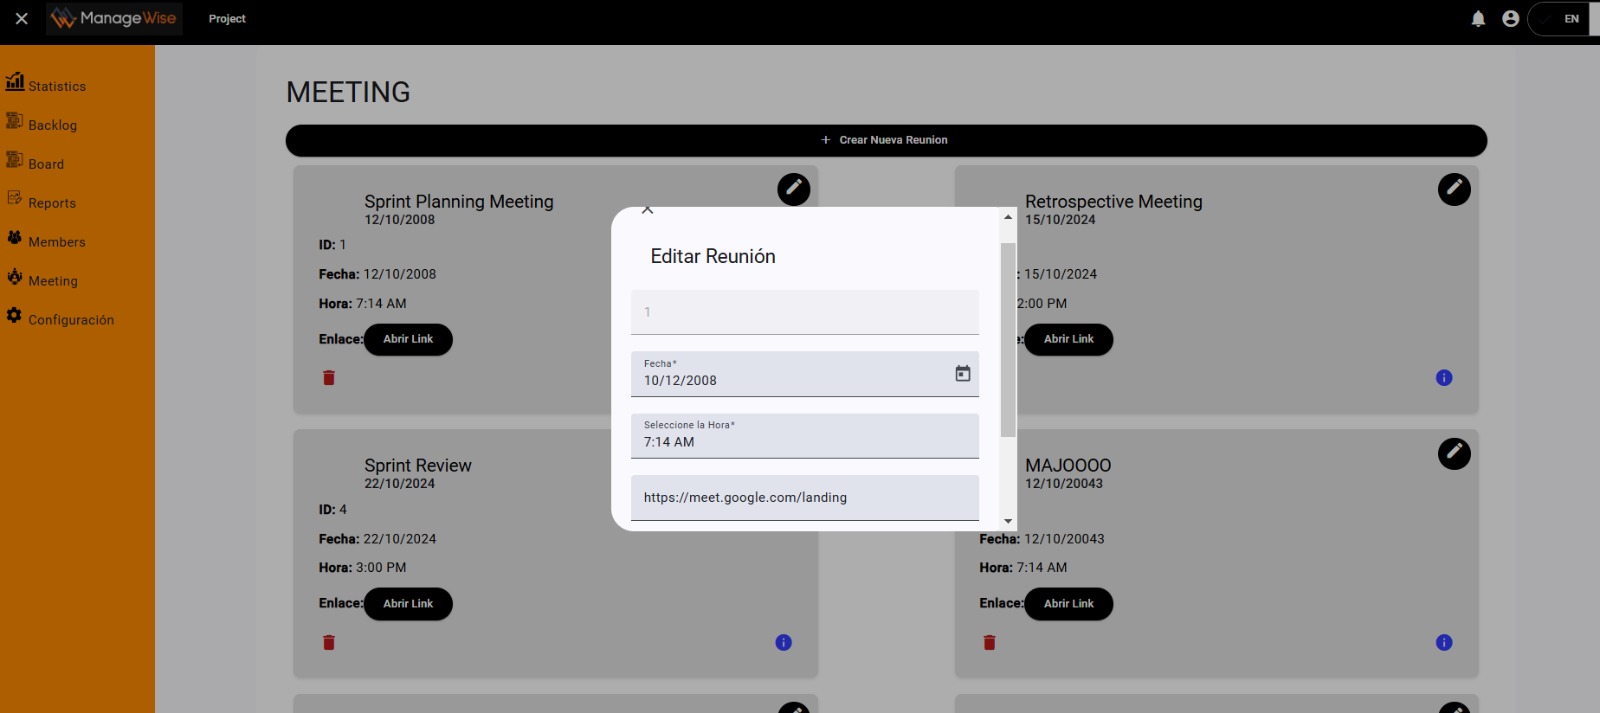 ManageWise
Project
EN
Statistics
Backlog
Board
Reports
Members
Meeting
Configuración
MEETING
+ Crear Nueva Reunion
Sprint Planning Meeting
12/10/2008
ID: 1
Fecha: 12/10/2008
Hora: 7:14 AM
Enlace: Abrir Link
Retrospective Meeting
15/10/2024
: 15/10/2024
2:00 PM
e: Abrir Link
Editar Reunión
1
Fecha*
10/12/2008
Seleccione la Hora*
7:14 AM
https://meet.google.com/landing
Sprint Review
22/10/2024
ID: 4
Fecha: 22/10/2024
Hora: 3:00 PM
Enlace: Abrir Link
MAJOOOO
12/10/20043
Fecha: 12/10/20043
Hora: 7:14 AM
Enlace: Abrir Link